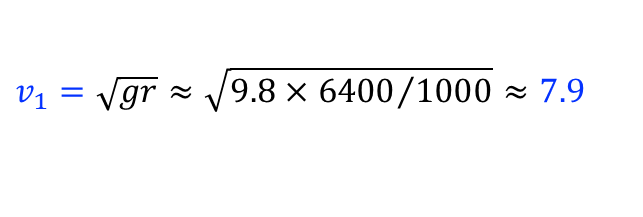 v₁ = √gr ≈ √9.8 × 6400/1000 ≈ 7.9